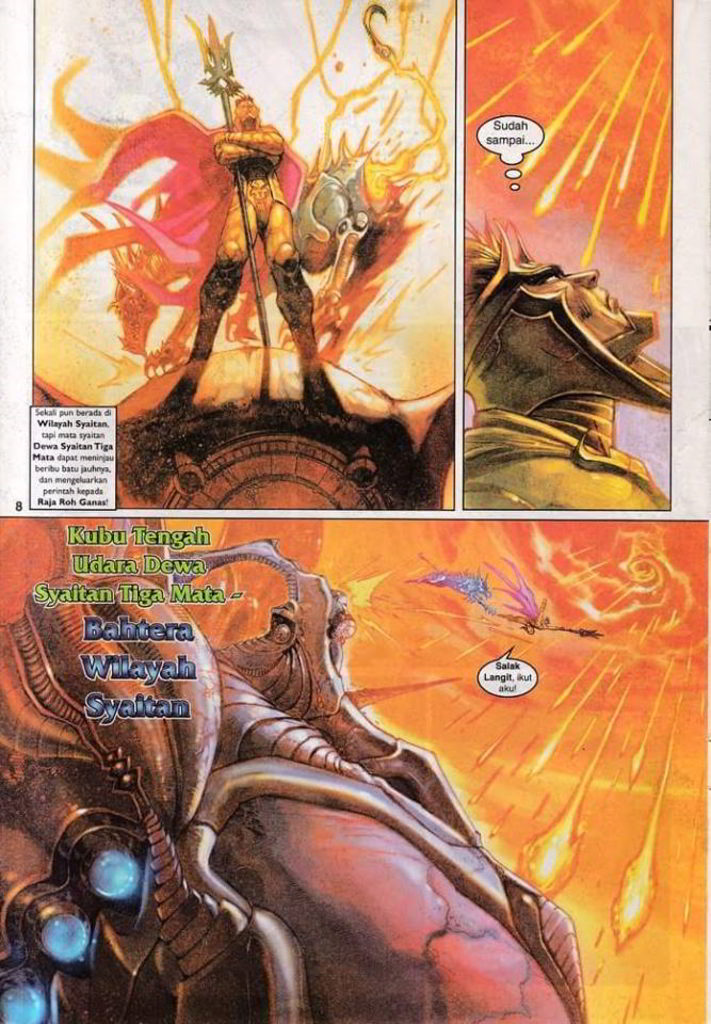 Sudah
sampai...
Sekali pun berada di
Wilayah Syaitan,
tapi mata syaitan
Dewa Syaitan Tiga
Mata dapat meninjau
beribu batu jauhnya,
dan mengeluarkan
perintah kepada
Raja Roh Ganas!
8
Kubu Tengah
Udara Dewa
Syaitan Tiga Mata -
Bahtera
Wilayah
Syaitan
Salak
Langit, ikut
aku!